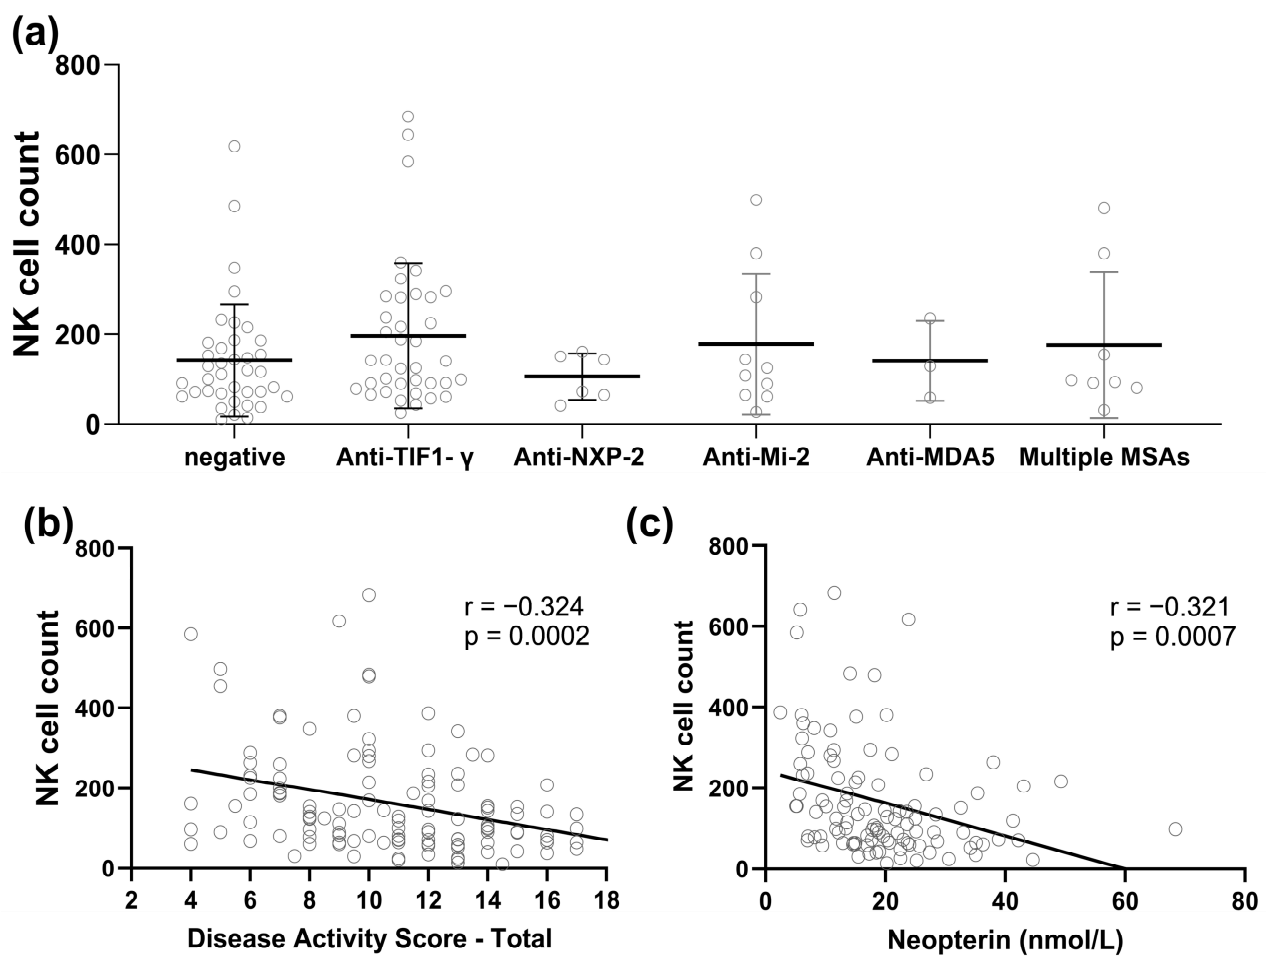 (a)
800
600
400
200
0
NK cell count
negative Anti-TIF1- γ Anti-NXP-2 Anti-Mi-2 Anti-MDA5 Multiple MSAs
(b)
800
600
400
200
0
NK cell count
r = −0.324
p = 0.0002
2 4 6 8 10 12 14 16 18
Disease Activity Score - Total
(c)
800
600
400
200
0
NK cell count
r = −0.321
p = 0.0007
0 20 40 60 80
Neopterin (nmol/L)